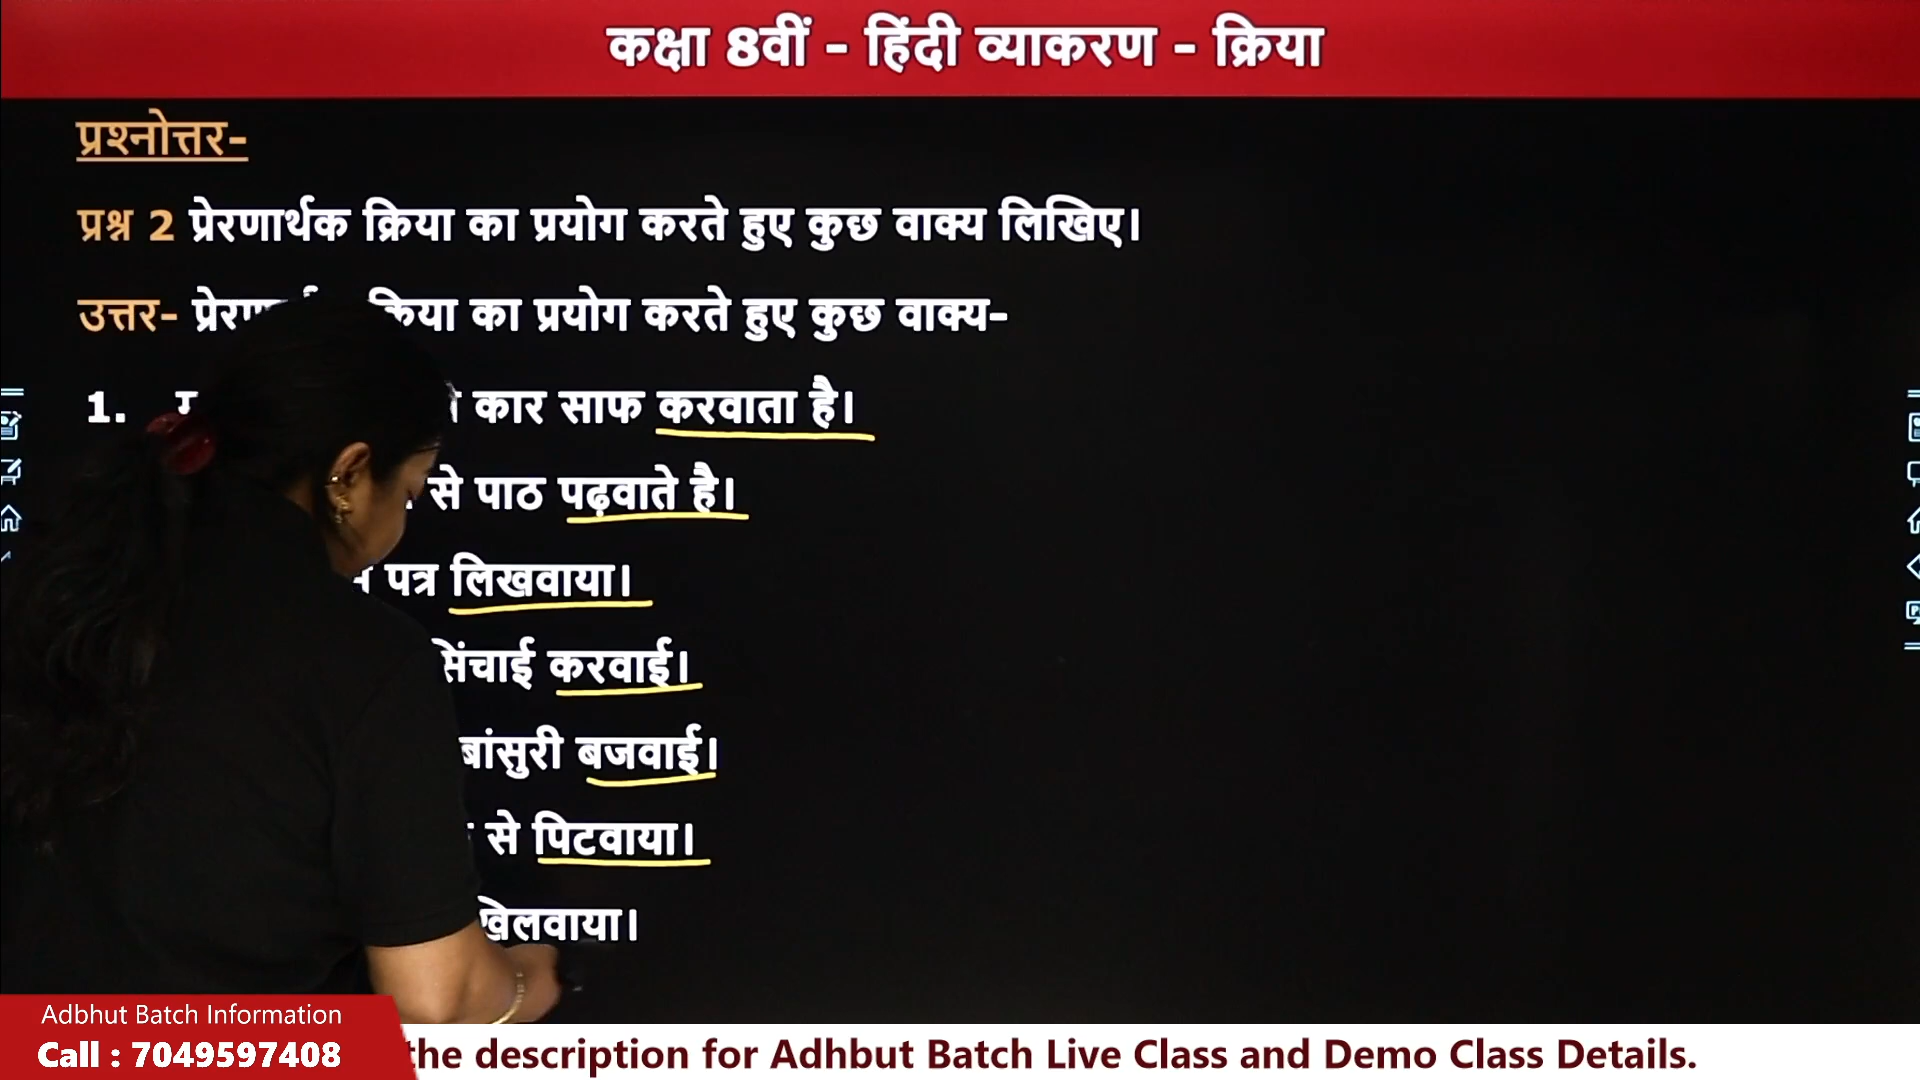 कक्षा 8वीं - हिंदी व्याकरण - क्रिया
प्रश्नोत्तर-
प्रश्न 2 प्रेरणार्थक क्रिया का प्रयोग करते हुए कुछ वाक्य लिखिए।
उत्तर- क्रिया का प्रयोग करते हुए कुछ वाक्य-
1. कार साफ करवाता है।
से पाठ पढ़वाते है।
पत्र लिखवाया।
सिंचाई करवाई।
बांसुरी बजवाई।
से पिटवाया।
खेलवाया।
Adbhut Batch Information
Call : 7049597408
the description for Adhbut Batch Live Class and Demo Class Details.